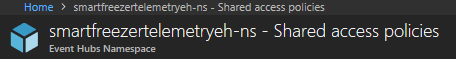 Home > smartfreezertelemetryeh-ns - Shared access policies
smartfreezertelemetryeh-ns - Shared access policies
Event Hubs Namespace